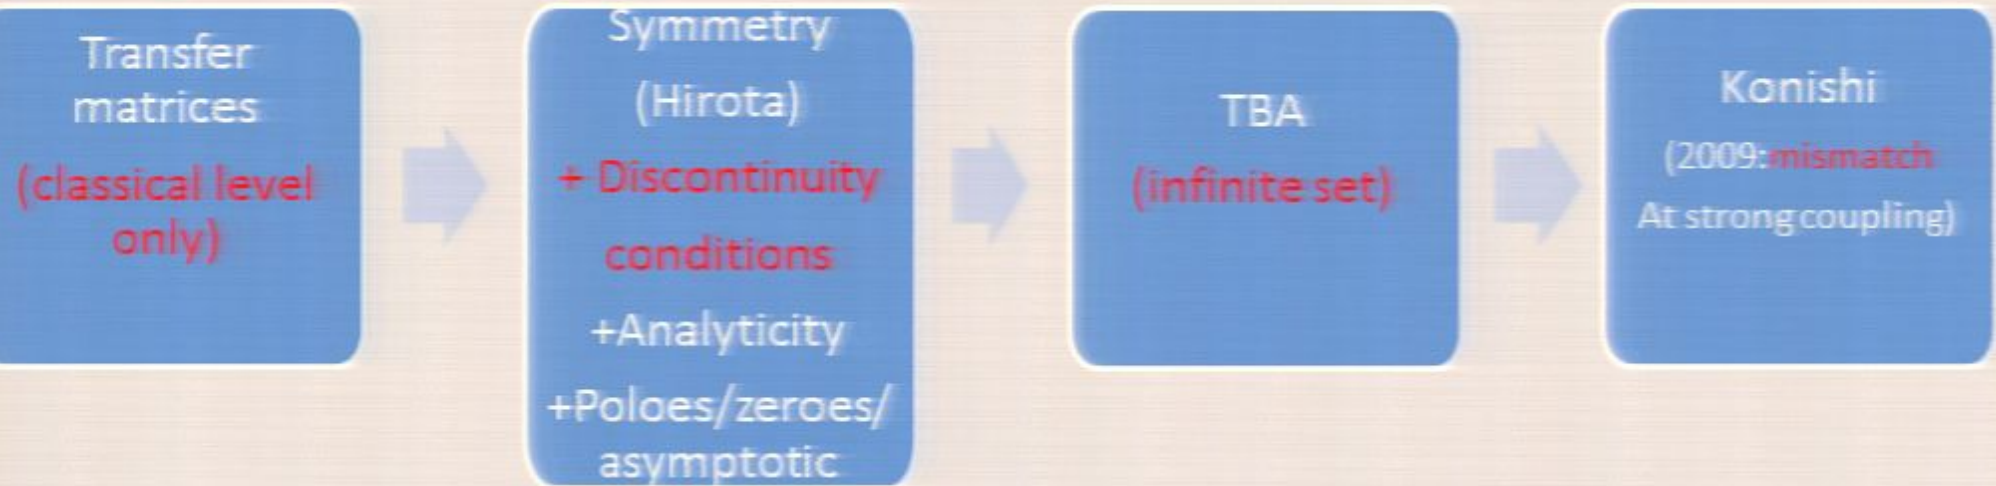 Transfer
matrices
(classical level
only)
Symmetry
(Hirota)
+ Discontinuity
conditions
+Analyticity
+Poloes/zeroes/
asymptotic
TBA
(infinite set)
Konishi
(2009:mismatch
At strong coupling)